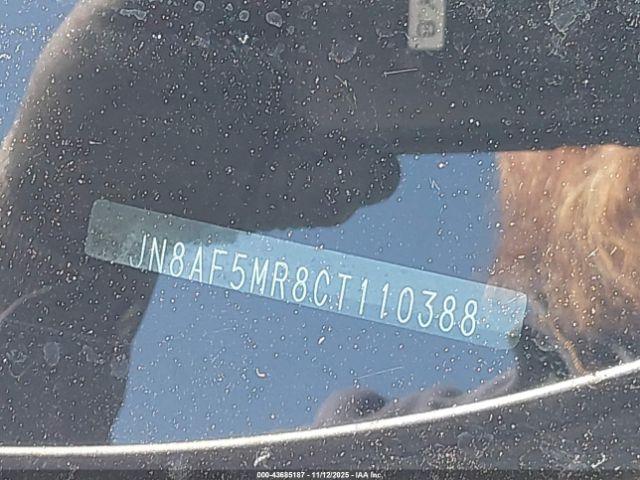 JN8AF5MR8CT110388
000-43685187 - 11/12/2025 - IAA Inc.